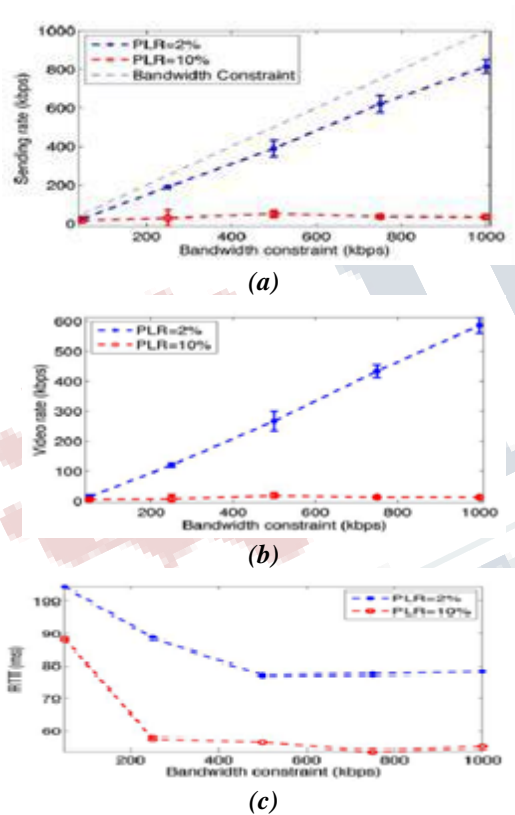 1000
800
600
400
200
0
Sending rate (kbps)
PLR=2%
PLR=10%
Bandwidth Constraint
200 400 600 800 1000
Bandwidth constraint (kbps)
(a)
600
500
400
300
200
100
0
Video rate (kbps)
PLR=2%
PLR=10%
200 400 600 800 1000
Bandwidth constraint (kbps)
(b)
100
90
80
70
60
RTT (ms)
PLR=2%
PLR=10%
200 400 600 800 1000
Bandwidth constraint (kbps)
(c)